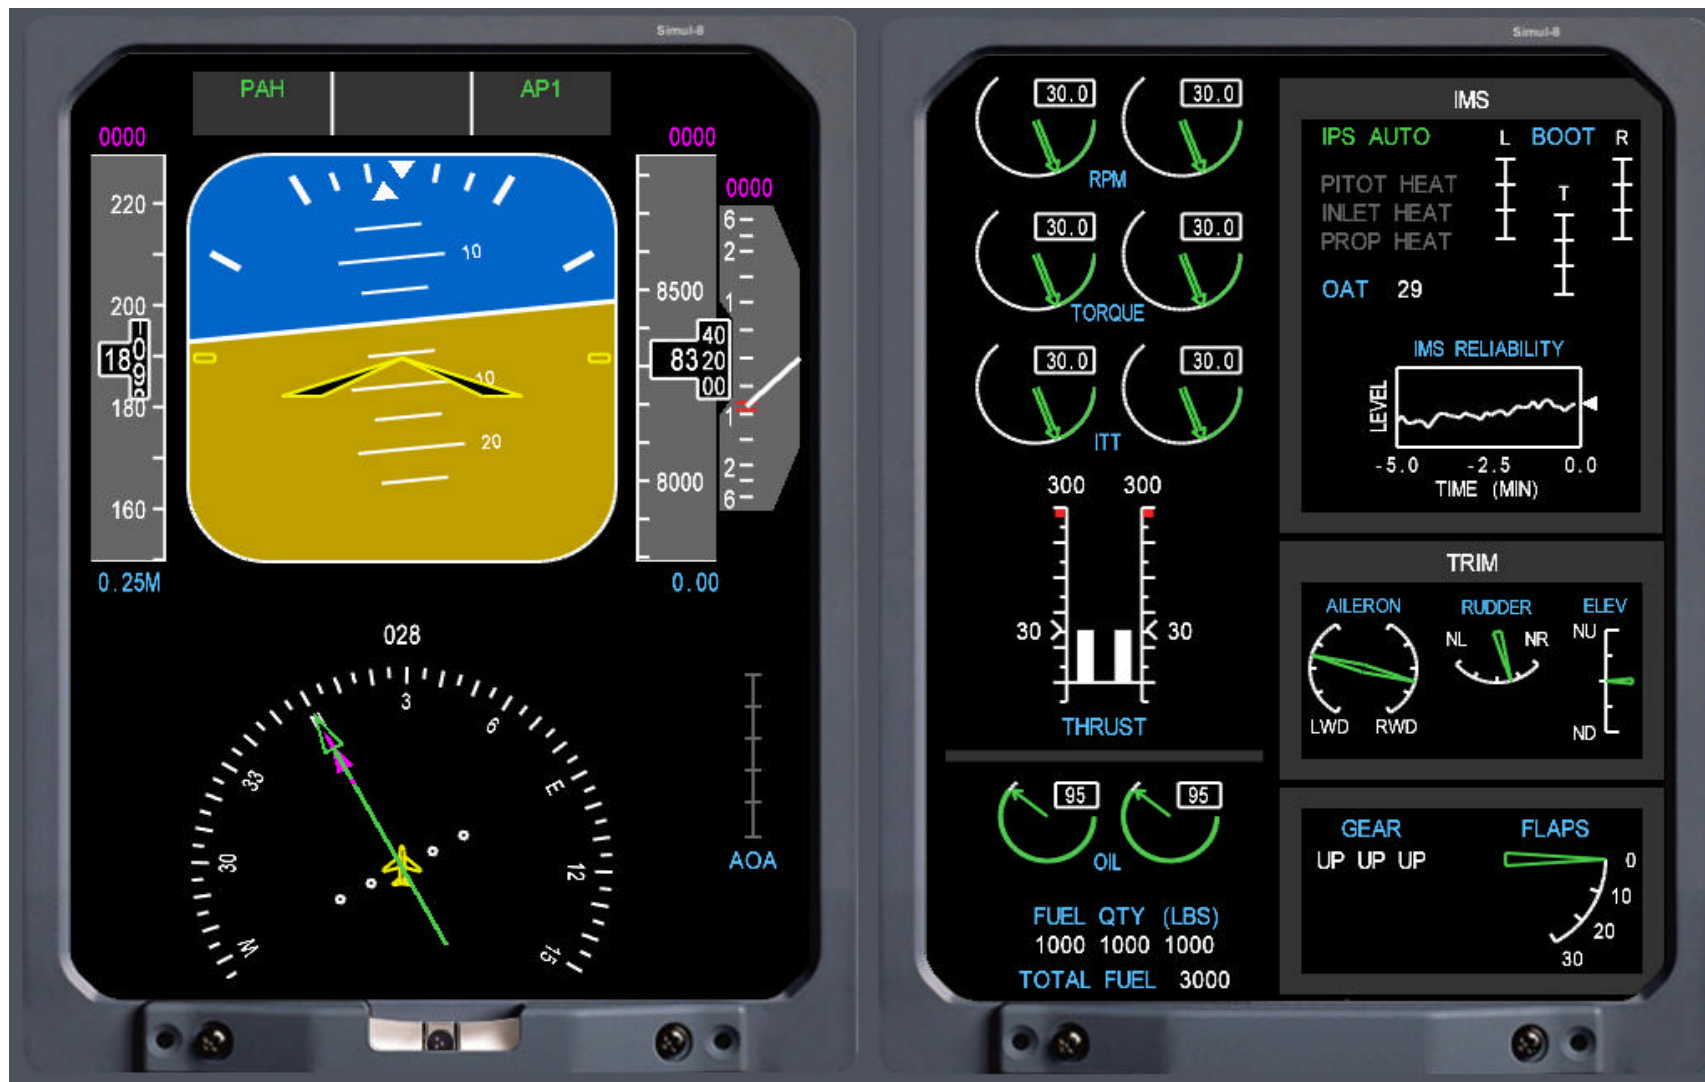 Simul-8
PAH AP1
0000 0000
0000
220
200
180
160
10
10
20
18
1
0
9
8
8500
8000
83
40
20
00
6
2
1
1
2
6
0.25M 0.00
028
3
6
E
12
15
33
30
W
AOA
Simul-8
30.0 30.0
RPM
30.0 30.0
TORQUE
30.0 30.0
ITT
300 300
30 30
THRUST
95 95
OIL
FUEL QTY (LBS)
1000 1000 1000
TOTAL FUEL 3000
IMS
IPS AUTO L BOOT R
PITOT HEAT T
INLET HEAT
PROP HEAT
OAT 29
IMS RELIABILITY
LEVEL
-5.0 -2.5 0.0
TIME (MIN)
TRIM
AILERON RUDDER ELEV
NL NR NU
LWD RWD ND
GEAR FLAPS
UP UP UP 0
10
20
30